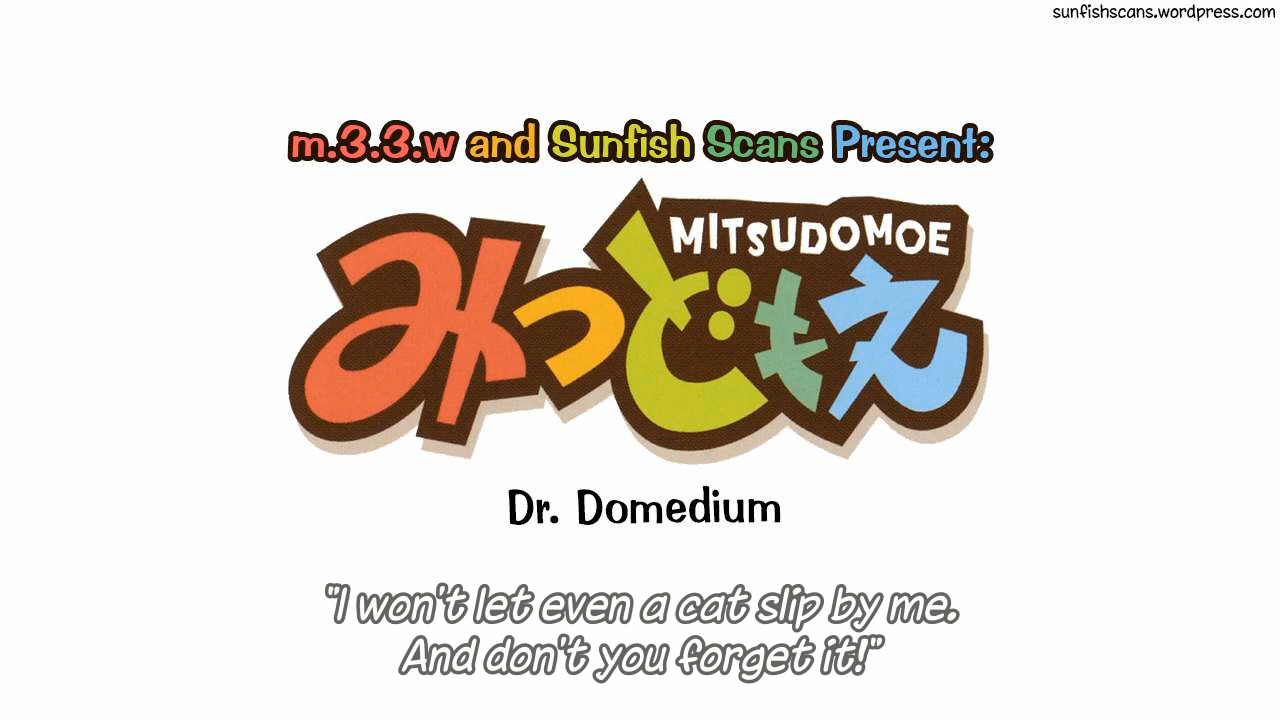 sunfishscans.wordpress.com
m.3.3.w and Sunfish Scans Present:
MITSUDOMOE
みつどもえ
Dr. Domedium
"I won't let even a cat slip by me.
And don't you forget it!"